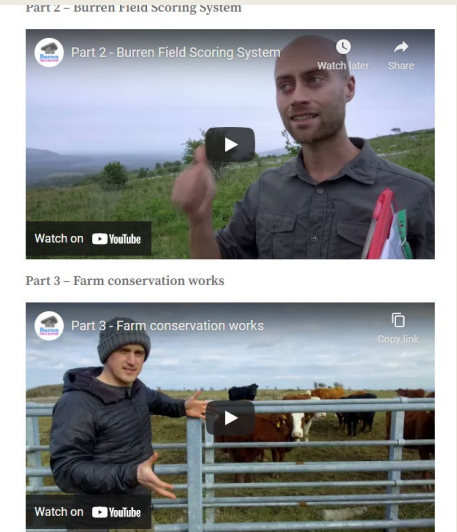 Part 2 – Burren Field Scoring System
Part 2 - Burren Field Scoring System
Watch later
Share
Watch on YouTube
Part 3 – Farm conservation works
Burren
Part 3 - Farm conservation works
Copy link
Watch on YouTube